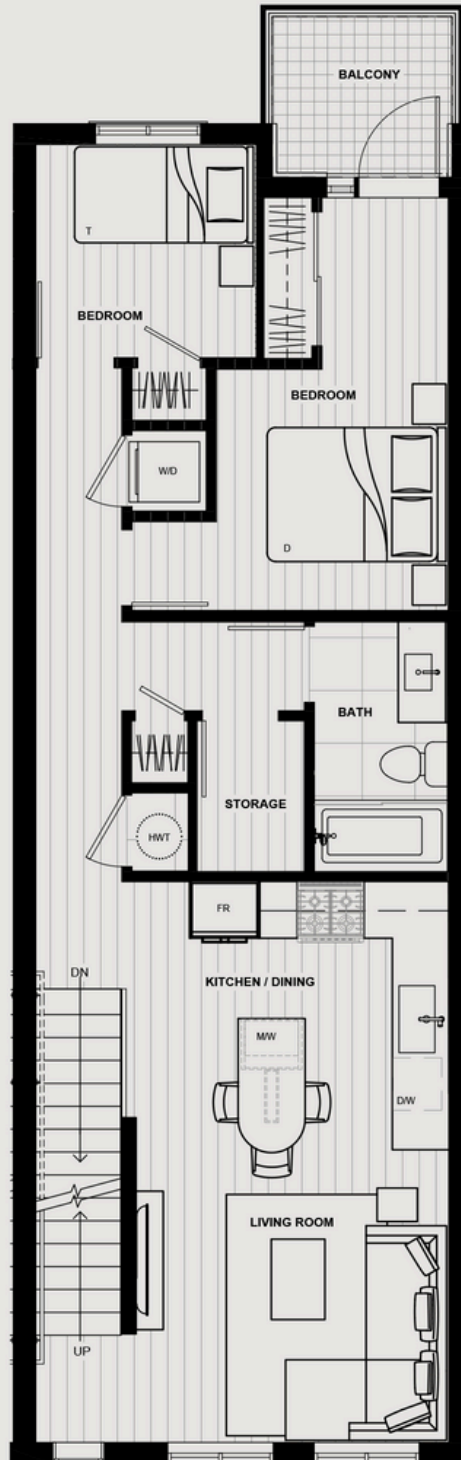 BALCONY
T
BEDROOM
BEDROOM
W/D
D
BATH
STORAGE
HWT
FR
DN
KITCHEN / DINING
M/W
D/W
LIVING ROOM
UP